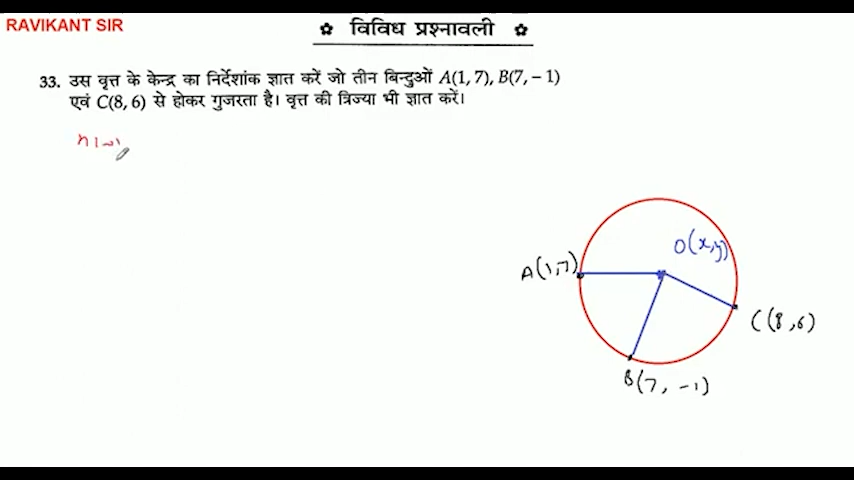 RAVIKANT SIR
✿ विविध प्रश्नावली ✿
33. उस वृत्त के केन्द्र का निर्देशांक ज्ञात करें जो तीन बिन्दुओं A(1, 7), B(7, – 1)
एवं C(8, 6) से होकर गुजरता है। वृत्त की त्रिज्या भी ज्ञात करें।
O(x,y)
A(1,7)
C(8,6)
B(7, -1)